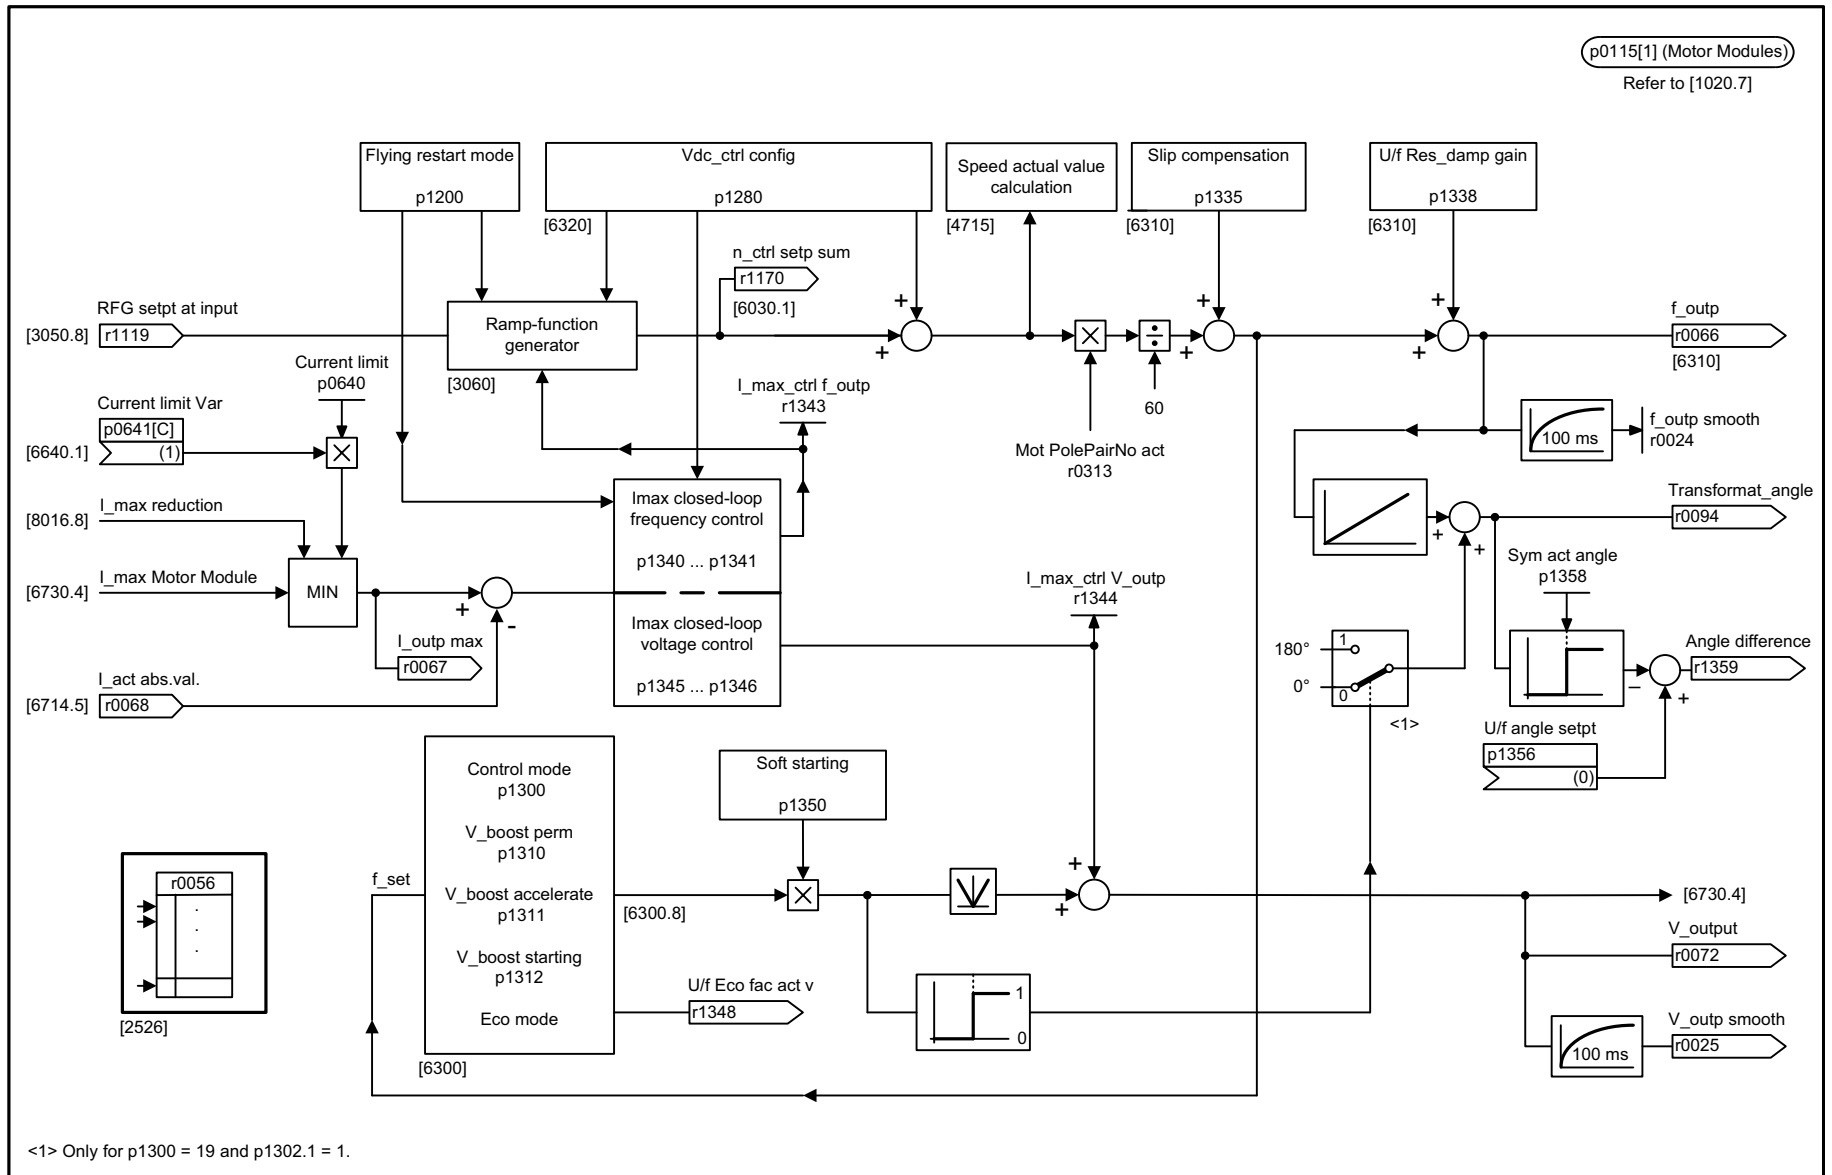 p0115[1] (Motor Modules)
Refer to [1020.7]
Flying restart mode
p1200
Vdc_ctrl config
p1280
[6320]
Speed actual value
calculation
[4715]
Slip compensation
p1335
[6310]
U/f Res_damp gain
p1338
[6310]
n_ctrl setp sum
r1170
[6030.1]
RFG setpt at input
[3050.8]
r1119
Ramp-function
generator
[3060]
+
+
÷
60
+
+
+
+
f_outp
r0066
[6310]
Mot PolePairNo act
r0313
Current limit
p0640
Current limit Var
p0641[C]
(1)
[6640.1]
I_max_ctrl f_outp
r1343
100 ms
f_outp smooth
r0024
[8016.8]
I_max reduction
[6730.4]
I_max Motor Module
MIN
+
-
I_outp max
r0067
I_act abs.val.
[6714.5]
r0068
Imax closed-loop
frequency control
p1340 ... p1341
Imax closed-loop
voltage control
p1345 ... p1346
I_max_ctrl V_outp
r1344
Transformat_angle
r0094
+
+
Sym act angle
p1358
180°
1
0°
0
<1>
Angle difference
r1359
–
+
U/f angle setpt
p1356
(0)
Control mode
p1300
V_boost perm
p1310
V_boost accelerate
p1311
V_boost starting
p1312
Eco mode
[6300]
f_set
[6300.8]
Soft starting
p1350
U/f Eco fac act v
r1348
+
+
1
0
[6730.4]
V_output
r0072
V_outp smooth
r0025
100 ms
r0056
.
.
.
[2526]
<1> Only for p1300 = 19 and p1302.1 = 1.